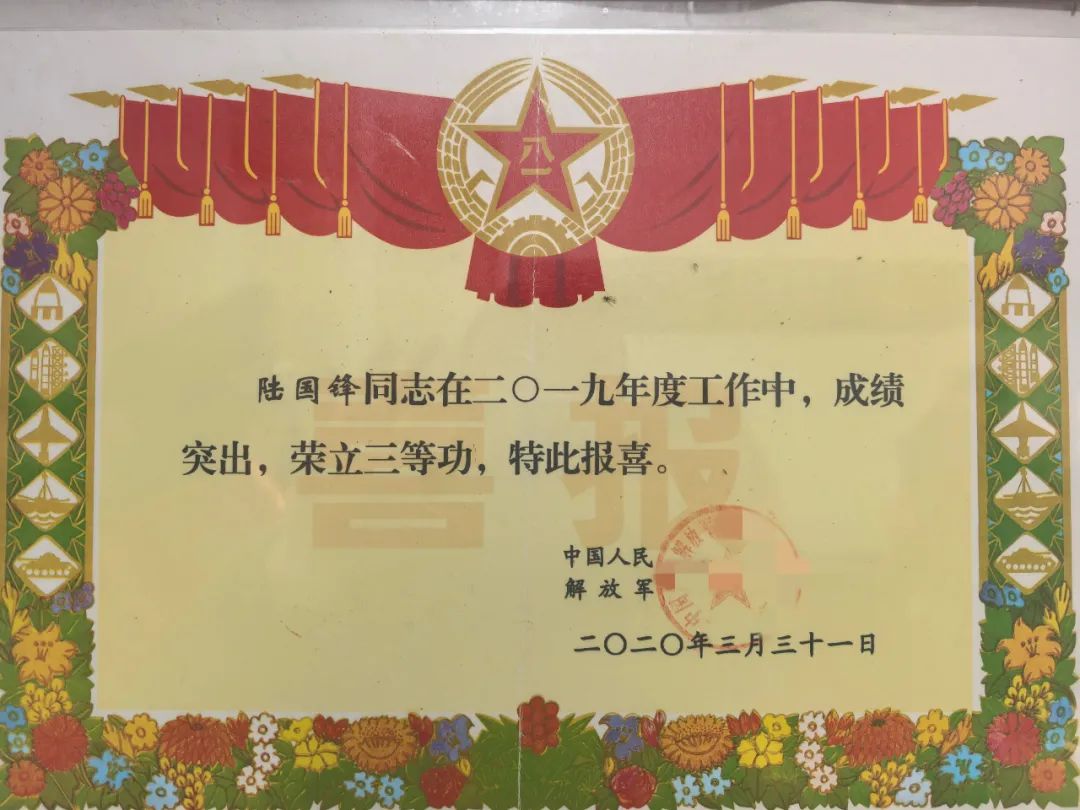 八一
喜报
陆国锋同志在二〇一九年度工作中，成绩
突出，荣立三等功，特此报喜。
中国人民
解放军
二〇二〇年三月三十一日